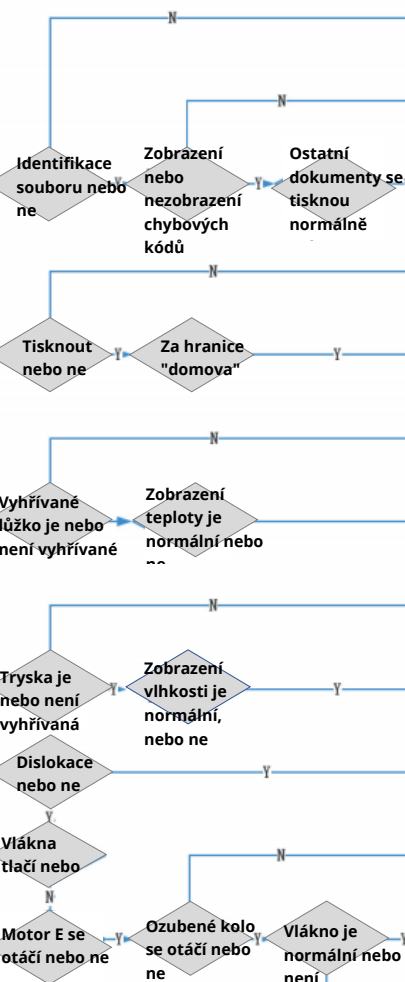 N
N
Identifikace
souboru nebo
ne
Y
Zobrazení
nebo
nezobrazení
chybových
kódů
Y
Ostatní
dokumenty se
tisknou
normálně
N
Tisknout
nebo ne
Y
Za hranice
"domova"
Y
N
Vyhřívané
lůžko je nebo
není vyhřívané
Zobrazení
teploty je
normální nebo
ne
N
Tryska je
nebo není
vyhřívaná
Y
Zobrazení
vlhkosti je
normální,
nebo ne
Y
Dislokace
nebo ne
Y
Y
Vlákna
tlačí nebo
N
N
Motor E se
otáčí nebo ne
Y
Ozubené kolo
se otáčí nebo
ne
Y
Vlákno je
normální nebo
není
Y